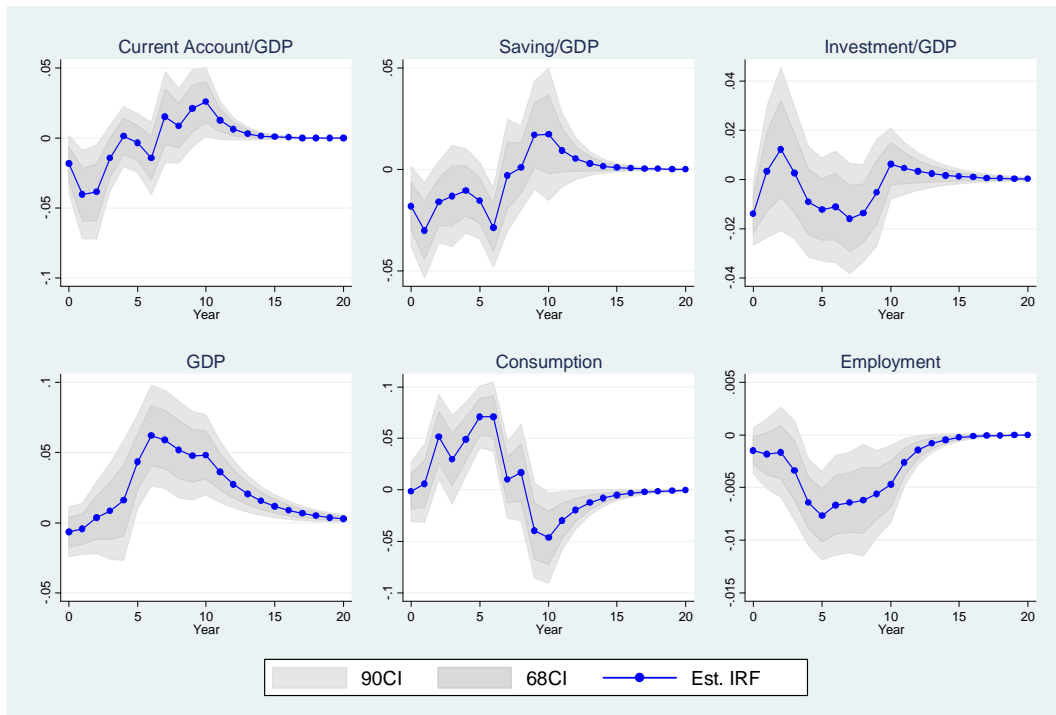 Current Account/GDP
.05
0
-.05
-.1
0 5 10 15 20
Year
Saving/GDP
.05
0
-.05
0 5 10 15 20
Year
Investment/GDP
.04
.02
0
-.02
-.04
0 5 10 15 20
Year
GDP
.1
.05
0
-.05
0 5 10 15 20
Year
Consumption
.1
.05
0
-.05
-.1
0 5 10 15 20
Year
Employment
.005
0
-.005
-.01
-.015
0 5 10 15 20
Year
90CI 68CI Est. IRF